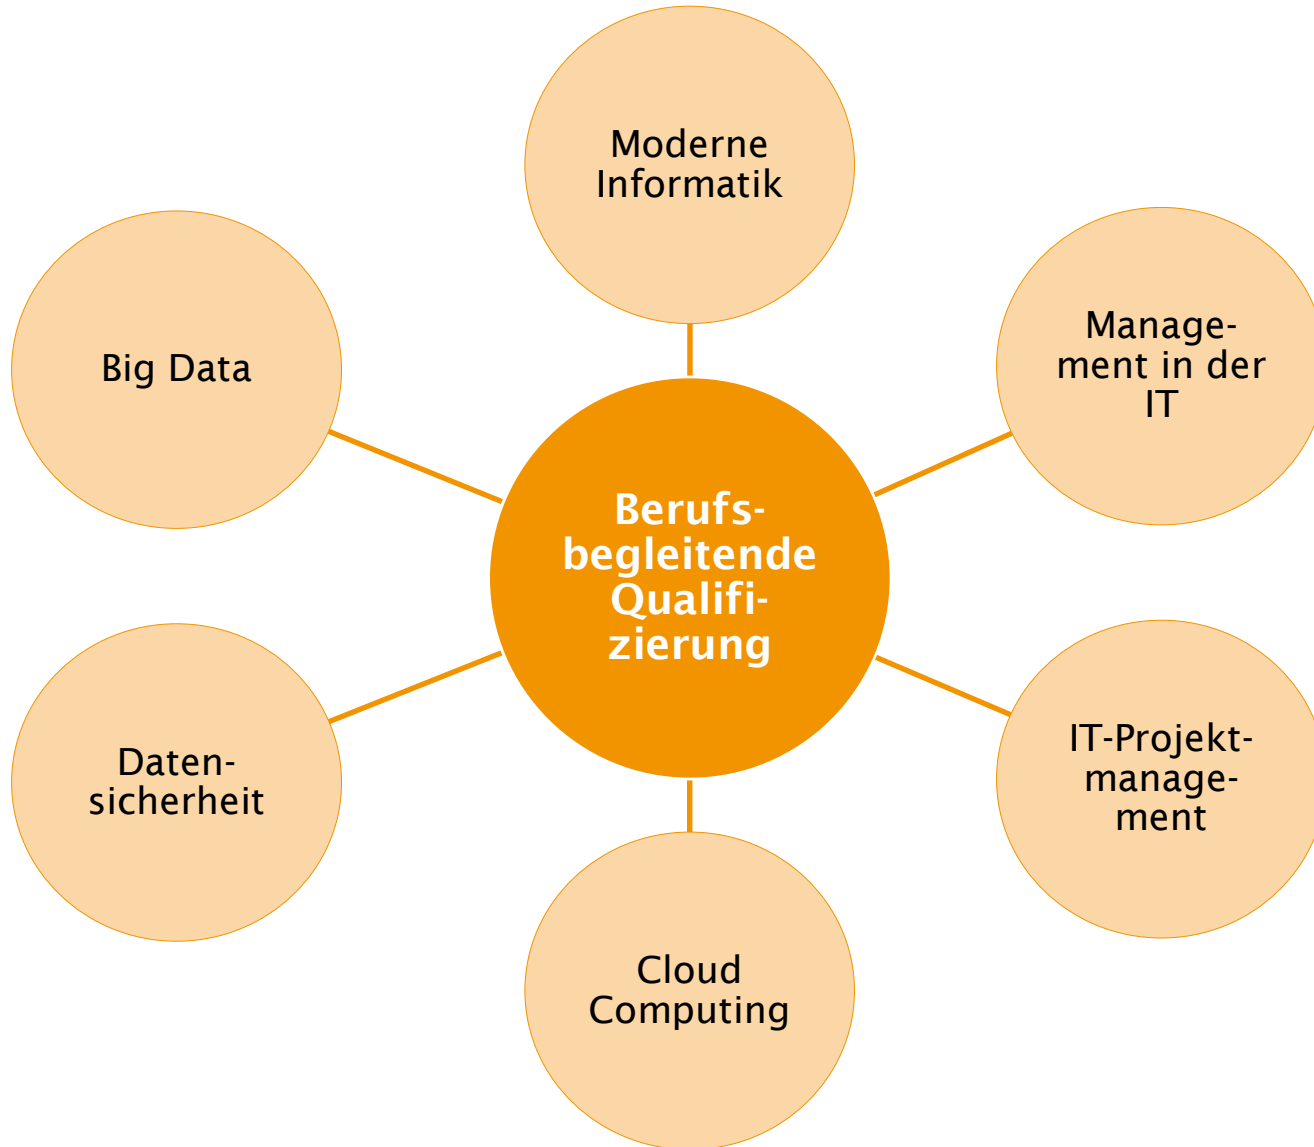 Moderne
Informatik
Manage-
ment in der
IT
Big Data
Berufs-
begleitende
Qualifi-
zierung
IT-Projekt-
manage-
ment
Daten-
sicherheit
Cloud
Computing